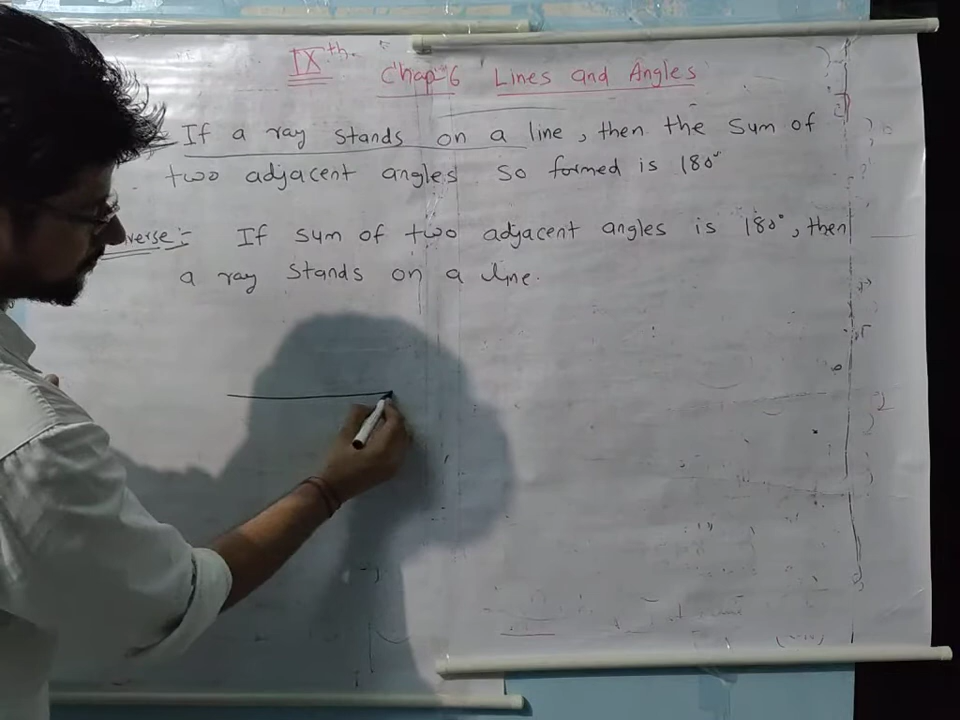 IXth. Chap-6 Lines and Angles
If a ray stands on a line, then the sum of
two adjacent angles so formed is 180°
verse:- If sum of two adjacent angles is 180°, then
a ray stands on a line.